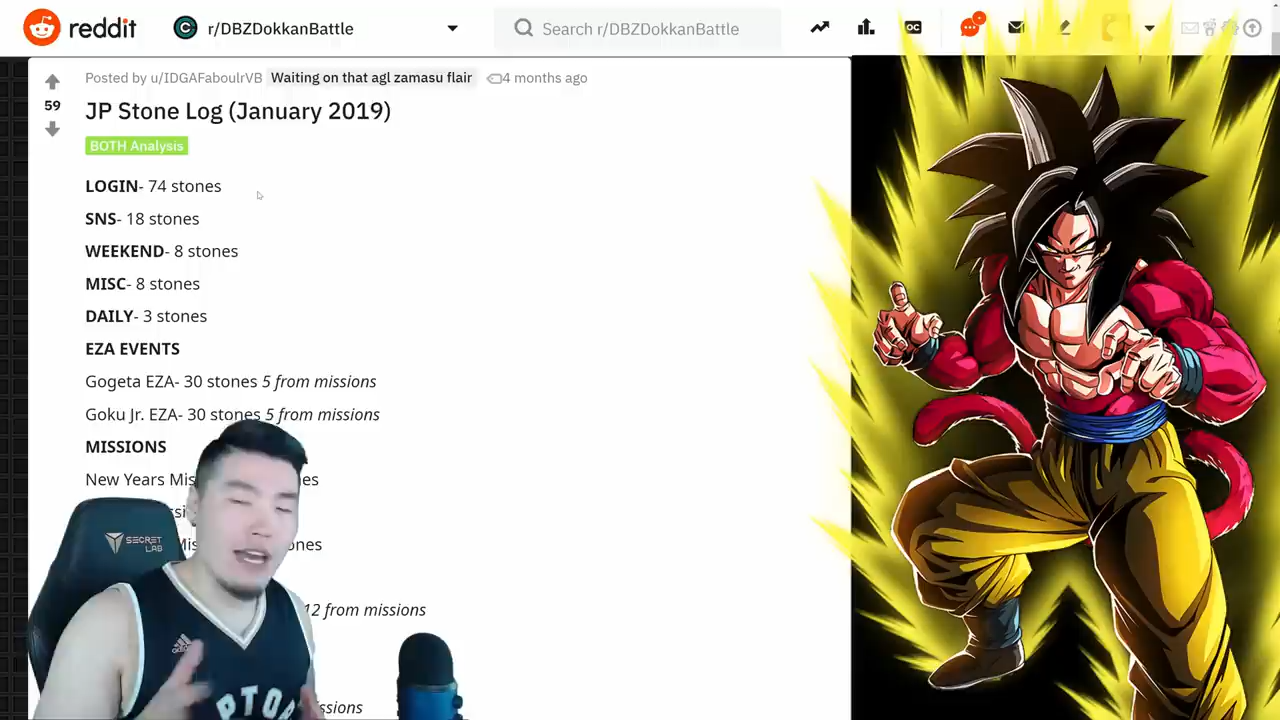 reddit r/DBZDokkanBattle Search r/DBZDokkanBattle
Posted by u/IDGAFaboulrVB Waiting on that agl zamasu flair 4 months ago
59
JP Stone Log (January 2019)
BOTH Analysis
LOGIN- 74 stones
SNS- 18 stones
WEEKEND- 8 stones
MISC- 8 stones
DAILY- 3 stones
EZA EVENTS
Gogeta EZA- 30 stones 5 from missions
Goku Jr. EZA- 30 stones 5 from missions
MISSIONS
New Years
SECRET
LAB
12 from missions
adidas